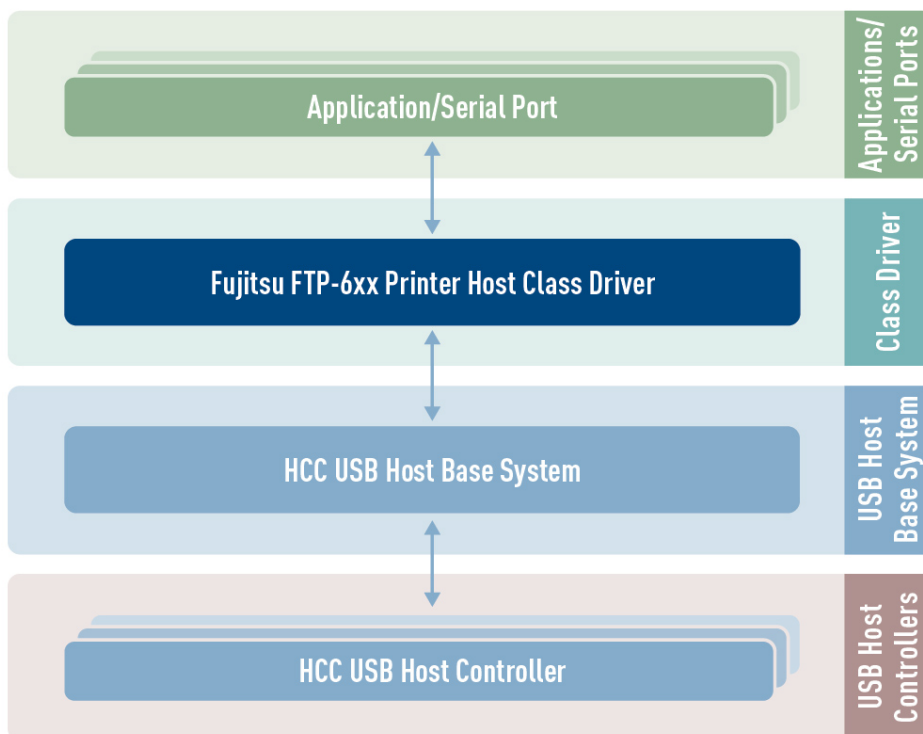 Application/Serial Port
Applications/
Serial Ports
Fujitsu FTP-6xx Printer Host Class Driver
Class Driver
HCC USB Host Base System
USB Host
Base System
HCC USB Host Controller
USB Host
Controllers